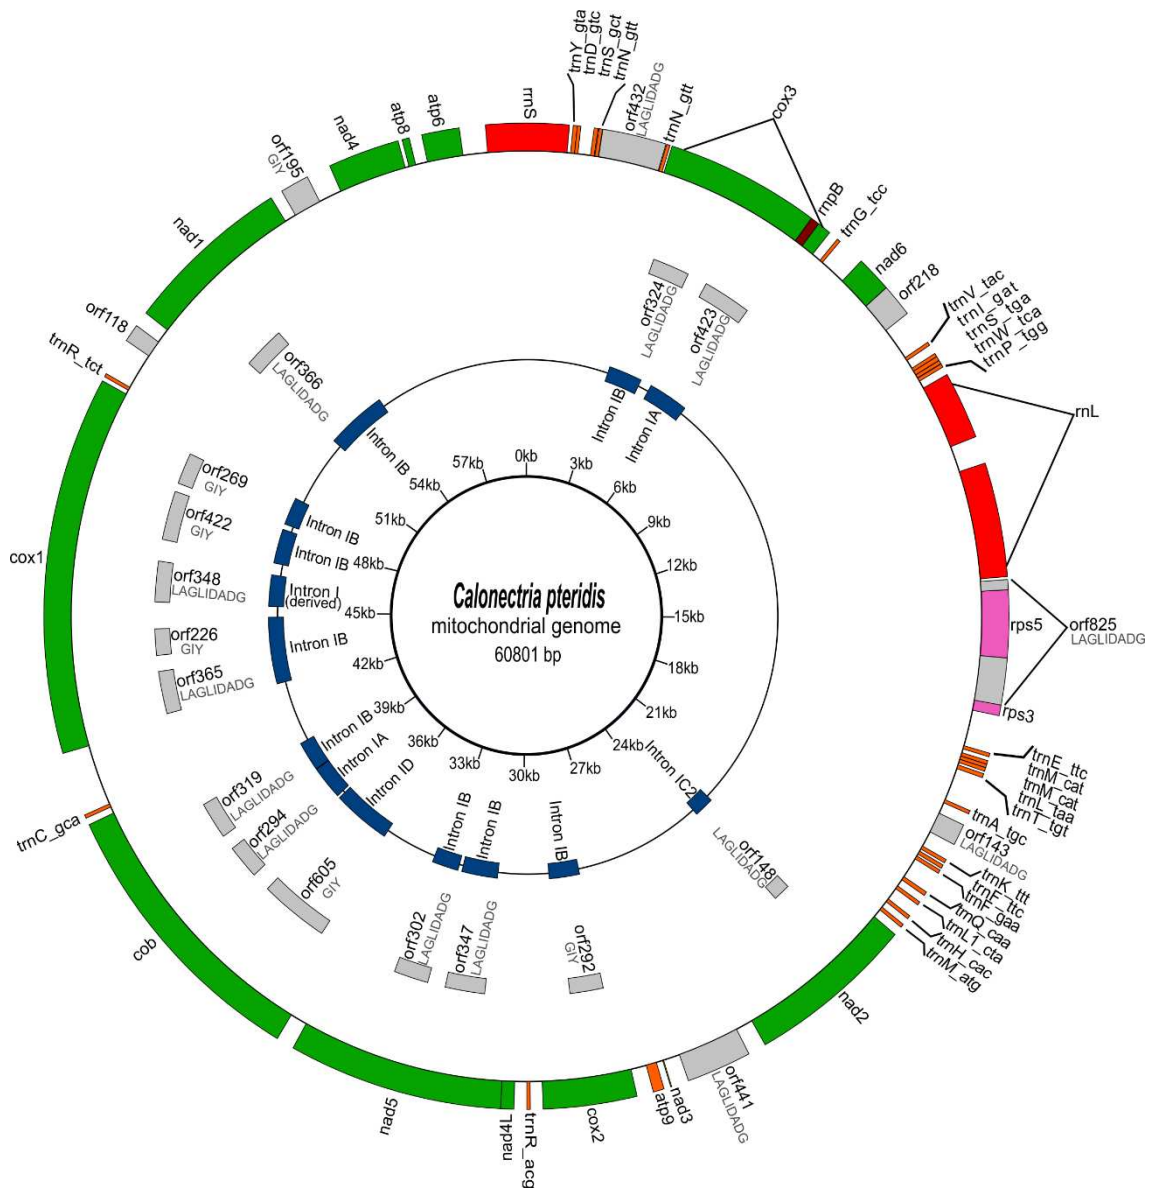 trnY_gta
trnD_gtc
trnS_gct
trnN_gtt
orf432
LAGLIDADG
trnN_gtt
cox3
rnpB
trnG_tcc
nad6
orf218
trnV_tac
trnI_gat
trnS_tga
trnW_tca
trnP_tgg
rnL
orf825
LAGLIDADG
rps5
rps3
trnE_ttc
trnM_cat
trnM_cat
trnL_taa
trnT_tgt
trnA_tgc
orf143
LAGLIDADG
trnK_ttt
trnF_ttc
trnF_gaa
trnQ_caa
trnL1_cta
trnH_cac
trnM_atg
nad2
orf441
LAGLIDADG
nad3
atp9
cox2
trnR_acg
nad4L
nad5
cob
trnC_gca
cox1
trnR_tct
orf118
nad1
orf195
GIY
nad4
atp8
atp6
rrnS
orf324
LAGLIDADG
orf423
LAGLIDADG
orf148
LAGLIDADG
orf292
GIY
orf347
LAGLIDADG
orf302
LAGLIDADG
orf605
GIY
orf294
LAGLIDADG
orf319
LAGLIDADG
orf365
LAGLIDADG
orf226
GIY
orf348
LAGLIDADG
orf422
GIY
orf269
GIY
orf366
LAGLIDADG
Intron IB
Intron IA
Intron IC2
Intron IB
Intron IB
Intron IB
Intron ID
Intron IA
Intron IB
Intron IB
Intron I
(derived)
Intron IB
Intron IB
Intron IB
0kb
3kb
6kb
9kb
12kb
15kb
18kb
21kb
24kb
27kb
30kb
33kb
36kb
39kb
42kb
45kb
48kb
51kb
54kb
57kb
Calonectria pteridis
mitochondrial genome
60801 bp